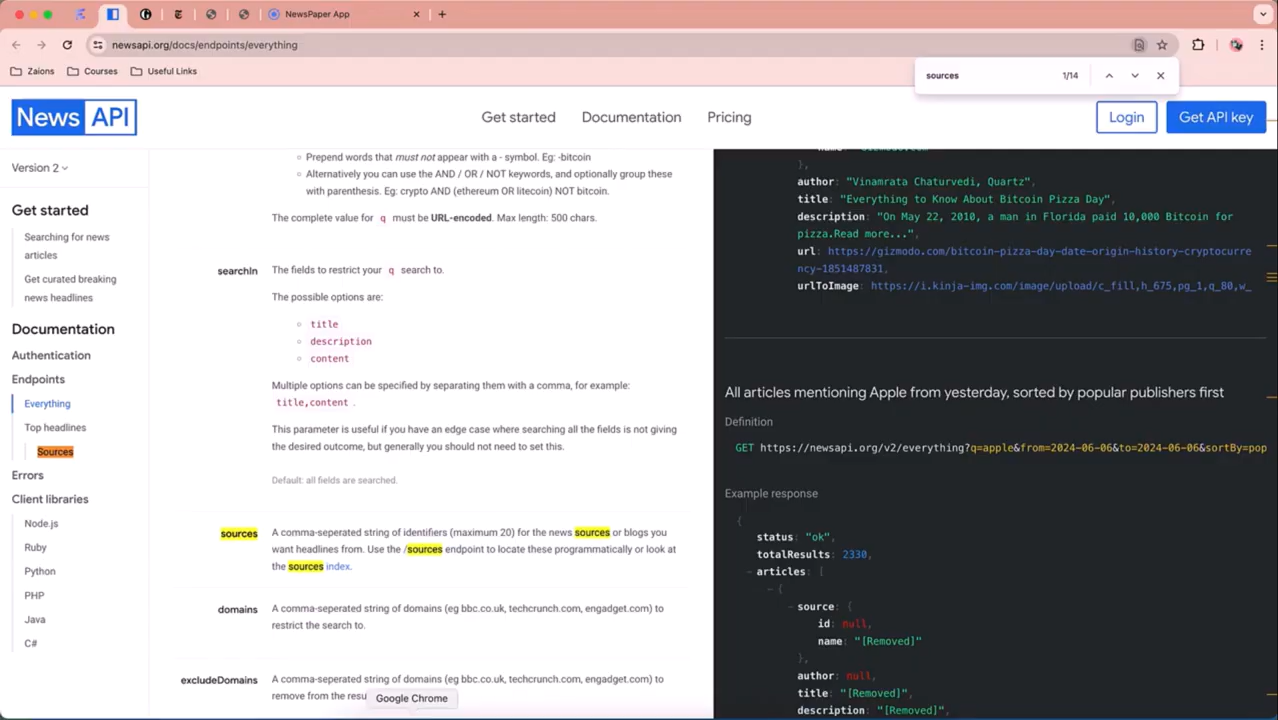 NewsPaper App
newsapi.org/docs/endpoints/everything
Zaions
Courses
Useful Links
sources
1/14
News API
Get started
Documentation
Pricing
Login
Get API key
Version 2
Get started
Searching for news
articles
Get curated breaking
news headlines
Documentation
Authentication
Endpoints
Everything
Top headlines
Sources
Errors
Client libraries
Node.js
Ruby
Python
PHP
Java
C#
Prepend words that must not appear with a - symbol. Eg: -bitcoin
Alternatively you can use the AND / OR / NOT keywords, and optionally group these
with parenthesis. Eg: crypto AND (ethereum OR litecoin) NOT bitcoin.
The complete value for q must be URL-encoded. Max length: 500 chars.
searchIn
The fields to restrict your q search to.
The possible options are:
title
description
content
Multiple options can be specified by separating them with a comma, for example:
title,content .
This parameter is useful if you have an edge case where searching all the fields is not giving
the desired outcome, but generally you should not need to set this.
Default: all fields are searched.
sources
A comma-seperated string of identifiers (maximum 20) for the news sources or blogs you
want headlines from. Use the /sources endpoint to locate these programmatically or look at
the sources index.
domains
A comma-seperated string of domains (eg bbc.co.uk, techcrunch.com, engadget.com) to
restrict the search to.
excludeDomains
A comma-seperated string of domains (eg bbc.co.uk, techcrunch.com, engadget.com) to
remove from the resu
Google Chrome
},
author: "Vinamrata Chaturvedi, Quartz",
title: "Everything to Know About Bitcoin Pizza Day",
description: "On May 22, 2010, a man in Florida paid 10,000 Bitcoin for
pizza.Read more...",
url: https://gizmodo.com/bitcoin-pizza-day-date-origin-history-cryptocurre
ncy-1851487831,
urlToImage: https://i.kinja-img.com/image/upload/c_fill,h_675,pg_1,q_80,w_
All articles mentioning Apple from yesterday, sorted by popular publishers first
Definition
GET https://newsapi.org/v2/everything?q=apple&from=2024-06-06&to=2024-06-06&sortBy=pop
Example response
{
status: "ok",
totalResults: 2330,
- articles: [
- {
- source: {
id: null,
name: "[Removed]"
},
author: null,
title: "[Removed]",
description: "[Removed]",